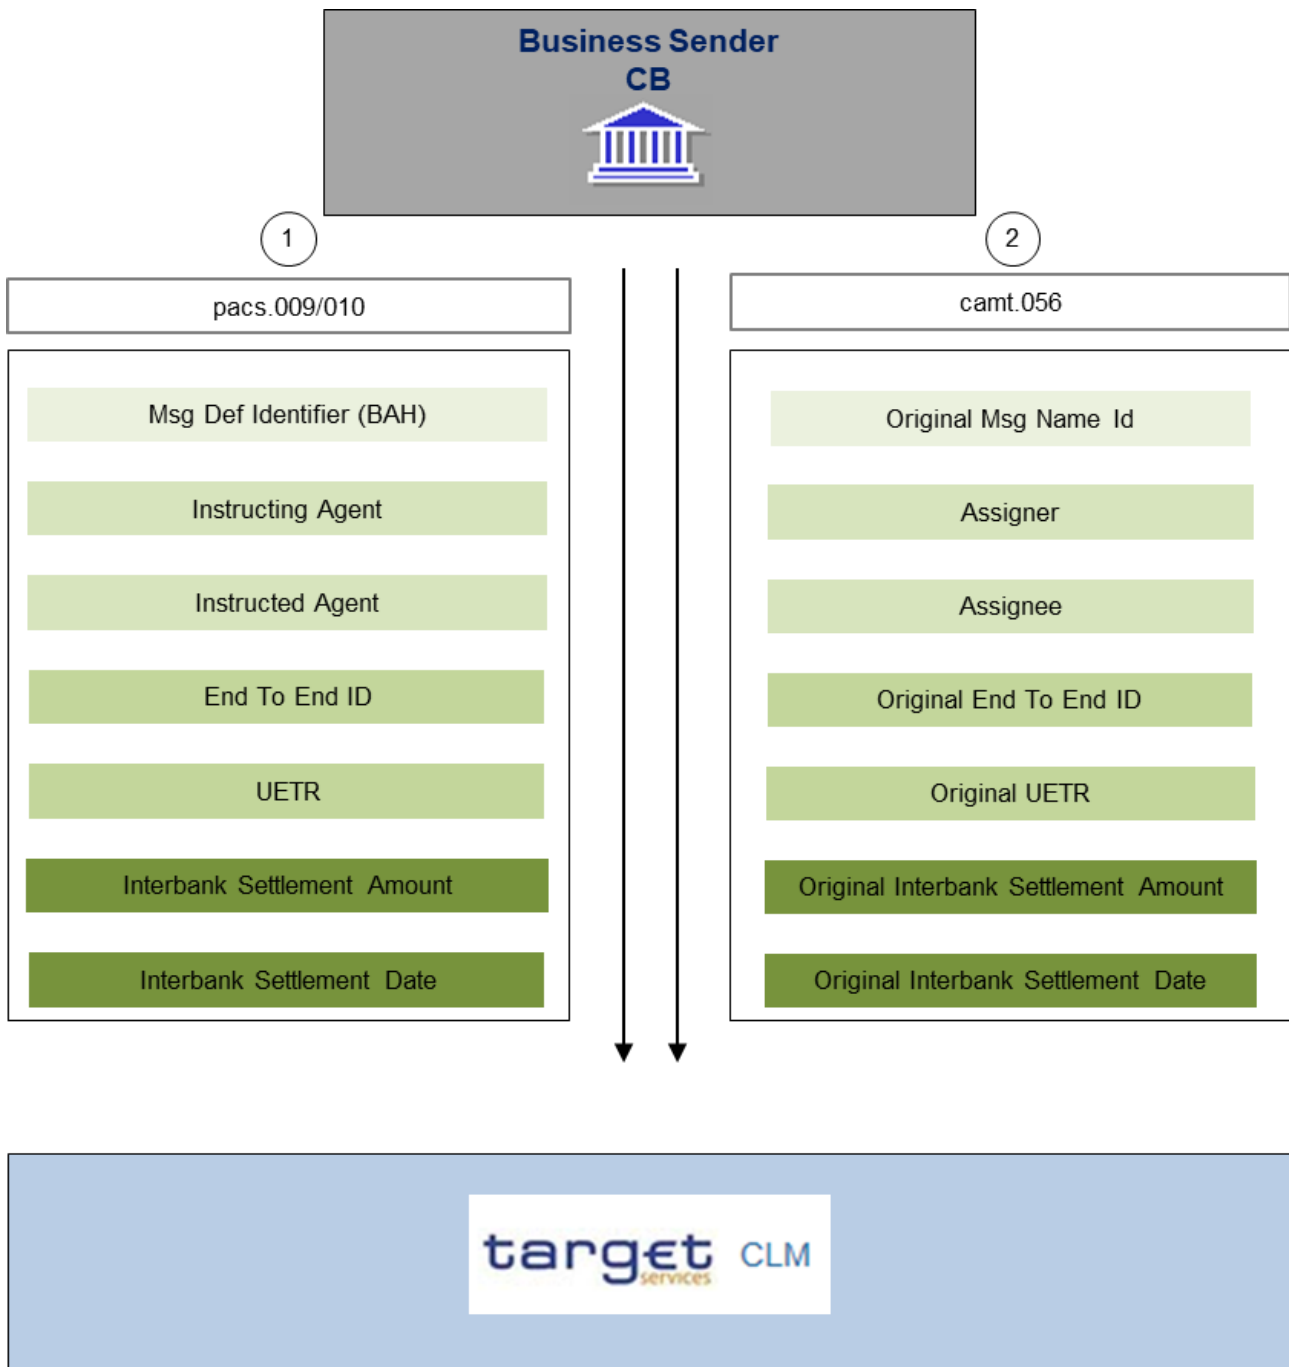 Business Sender
CB
1
2
pacs.009/010
camt.056
Msg Def Identifier (BAH)
Original Msg Name Id
Instructing Agent
Assigner
Instructed Agent
Assignee
End To End ID
Original End To End ID
UETR
Original UETR
Interbank Settlement Amount
Original Interbank Settlement Amount
Interbank Settlement Date
Original Interbank Settlement Date
target CLM
services